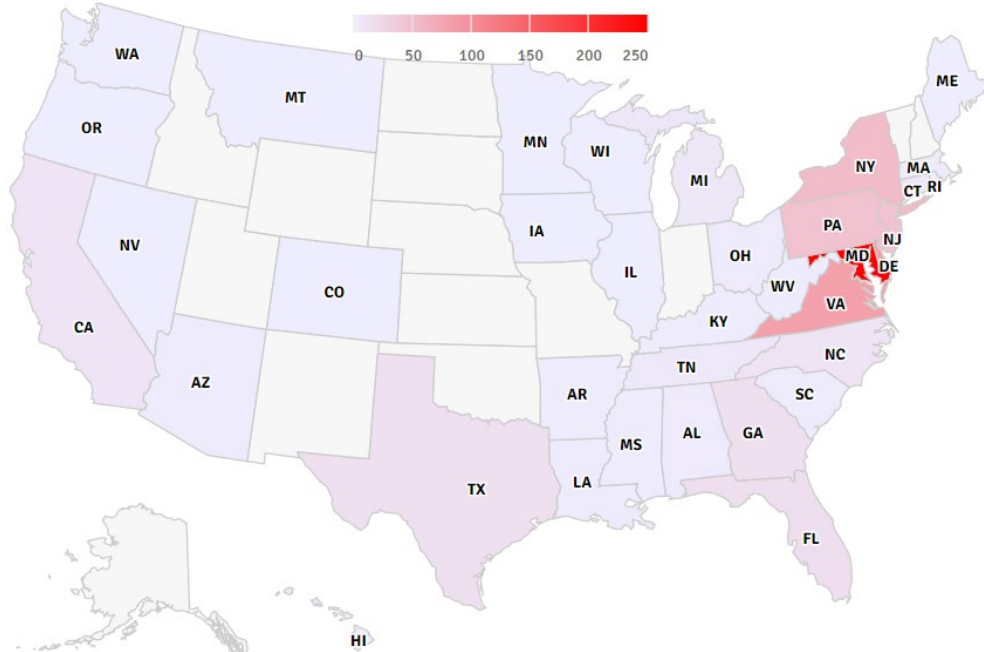 0 50 100 150 200 250
WA
ME
MT
OR
MN
WI
NY
MA
MI
CT
RI
PA
IA
NV
NJ
OH
MD
DE
IL
CO
WV
VA
KY
CA
NC
TN
AZ
AR
SC
GA
AL
MS
LA
TX
FL
HI